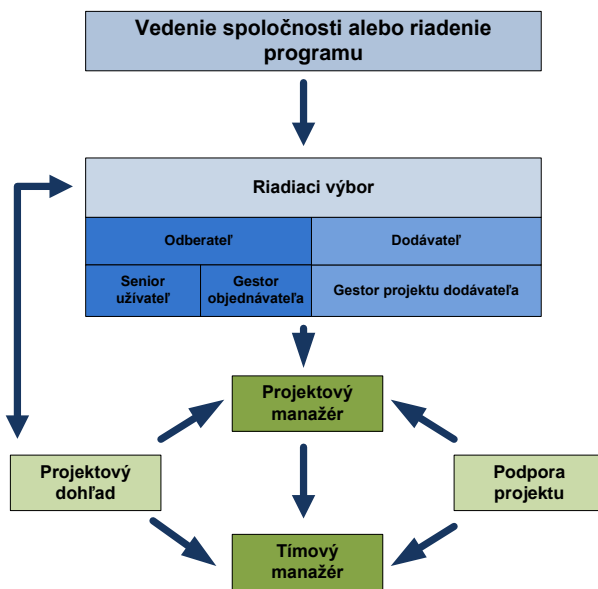 Vedenie spoločnosti alebo riadenie
programu
Riadiaci výbor
Odberateľ
Dodávateľ
Senior
užívateľ
Gestor
objednávateľa
Gestor projektu dodávateľa
Projektový
manažér
Projektový
dohľad
Podpora
projektu
Tímový
manažér